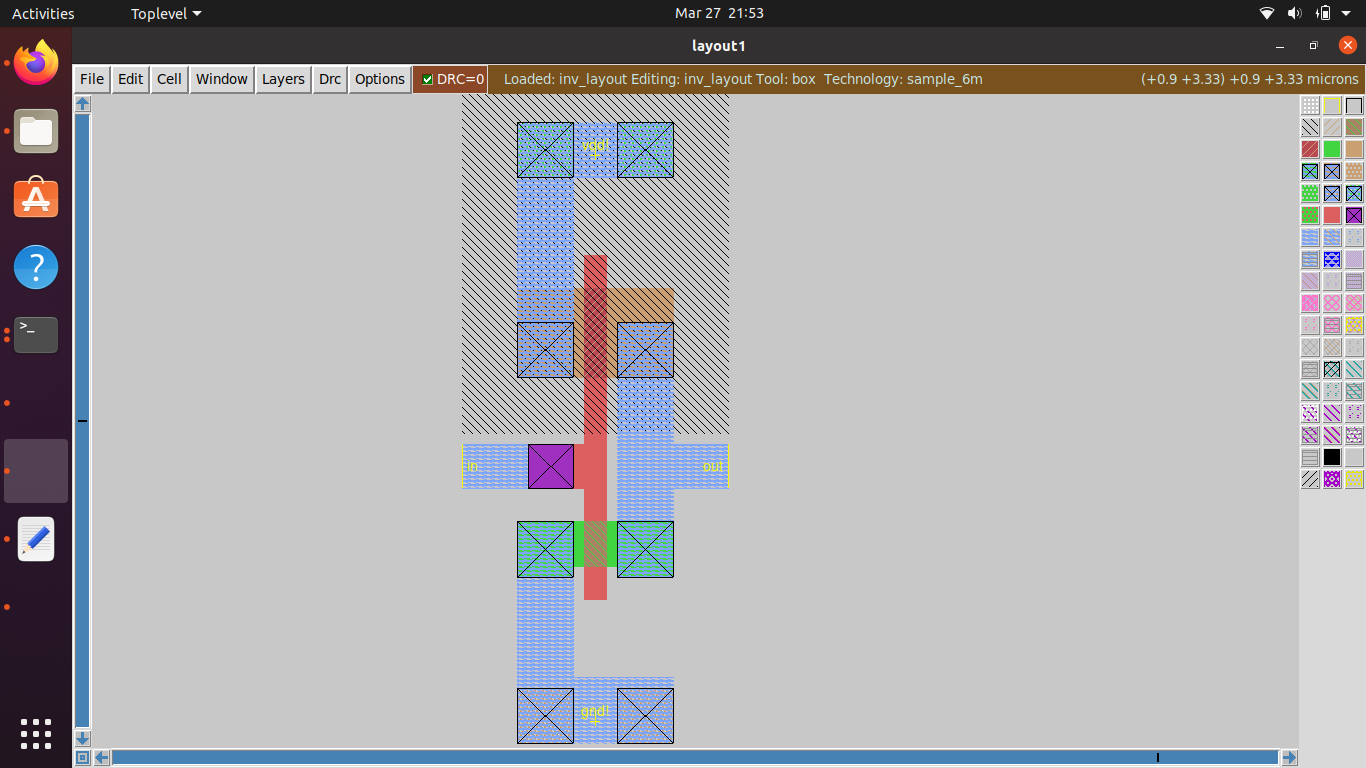 Activities Toplevel Mar 27 21:53
layout1
File Edit Cell Window Layers Drc Options DRC=0 Loaded: inv_layout Editing: inv_layout Tool: box Technology: sample_6m (+0.9 +3.33) +0.9 +3.33 microns
vdd!
in out
gnd!